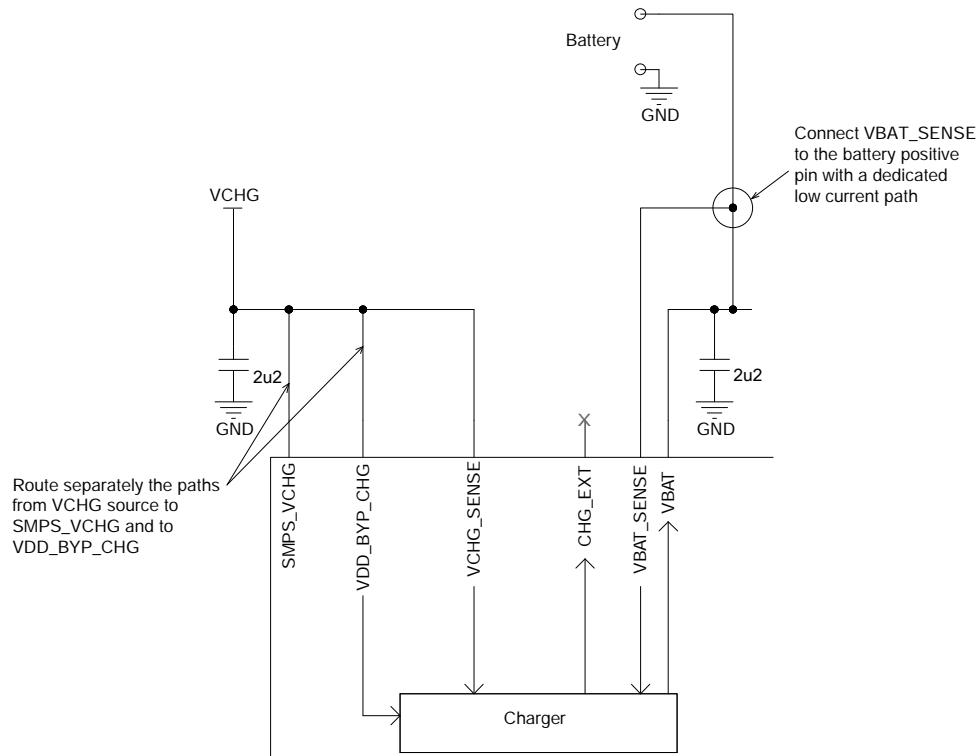 Battery
GND
Connect VBAT_SENSE
to the battery positive
pin with a dedicated
low current path
VCHG
2u2
GND
2u2
GND
Route separately the paths
from VCHG source to
SMPS_VCHG and to
VDD_BYP_CHG
SMPS_VCHG
VDD_BYP_CHG
VCHG_SENSE
CHG_EXT
VBAT_SENSE
VBAT
Charger